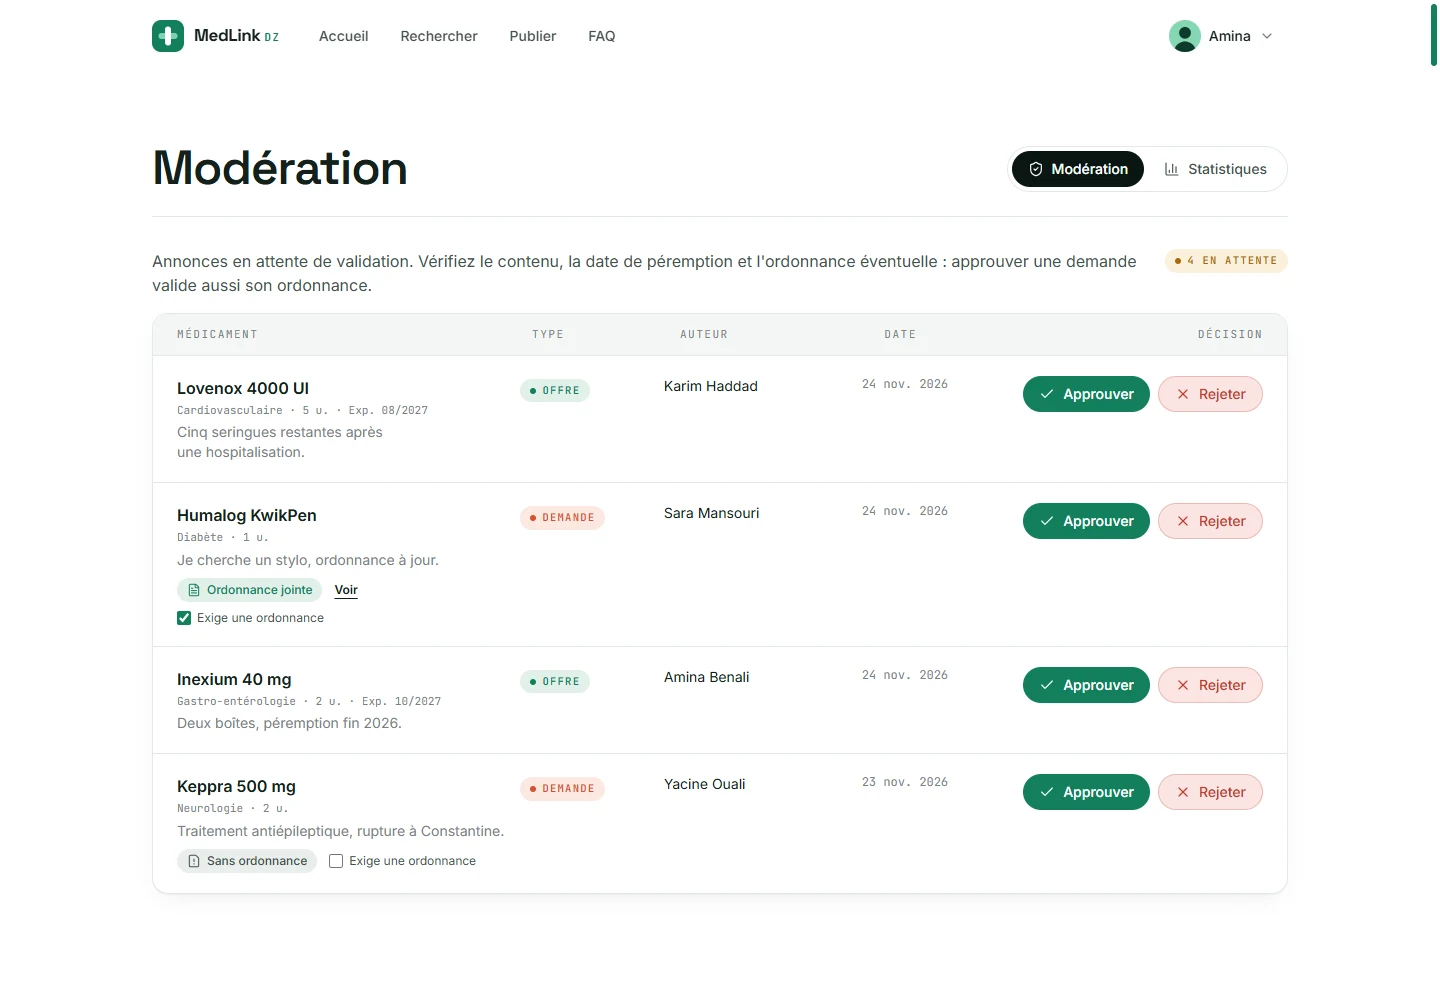 MedLink DZ
Accueil
Rechercher
Publier
FAQ
Amina
Modération
Modération
Statistiques
Annonces en attente de validation. Vérifiez le contenu, la date de péremption et l'ordonnance éventuelle : approuver une demande
valide aussi son ordonnance.
4 EN ATTENTE
MÉDICAMENT
TYPE
AUTEUR
DATE
DÉCISION
Lovenox 4000 UI
Cardiovasculaire · 5 u. · Exp. 08/2027
Cinq seringues restantes après
une hospitalisation.
OFFRE
Karim Haddad
24 nov. 2026
Approuver
Rejeter
Humalog KwikPen
Diabète · 1 u.
Je cherche un stylo, ordonnance à jour.
Ordonnance jointe
Voir
Exige une ordonnance
DEMANDE
Sara Mansouri
24 nov. 2026
Approuver
Rejeter
Inexium 40 mg
Gastro-entérologie · 2 u. · Exp. 10/2027
Deux boîtes, péremption fin 2026.
OFFRE
Amina Benali
24 nov. 2026
Approuver
Rejeter
Keppra 500 mg
Neurologie · 2 u.
Traitement antiépileptique, rupture à Constantine.
Sans ordonnance
Exige une ordonnance
DEMANDE
Yacine Ouali
23 nov. 2026
Approuver
Rejeter